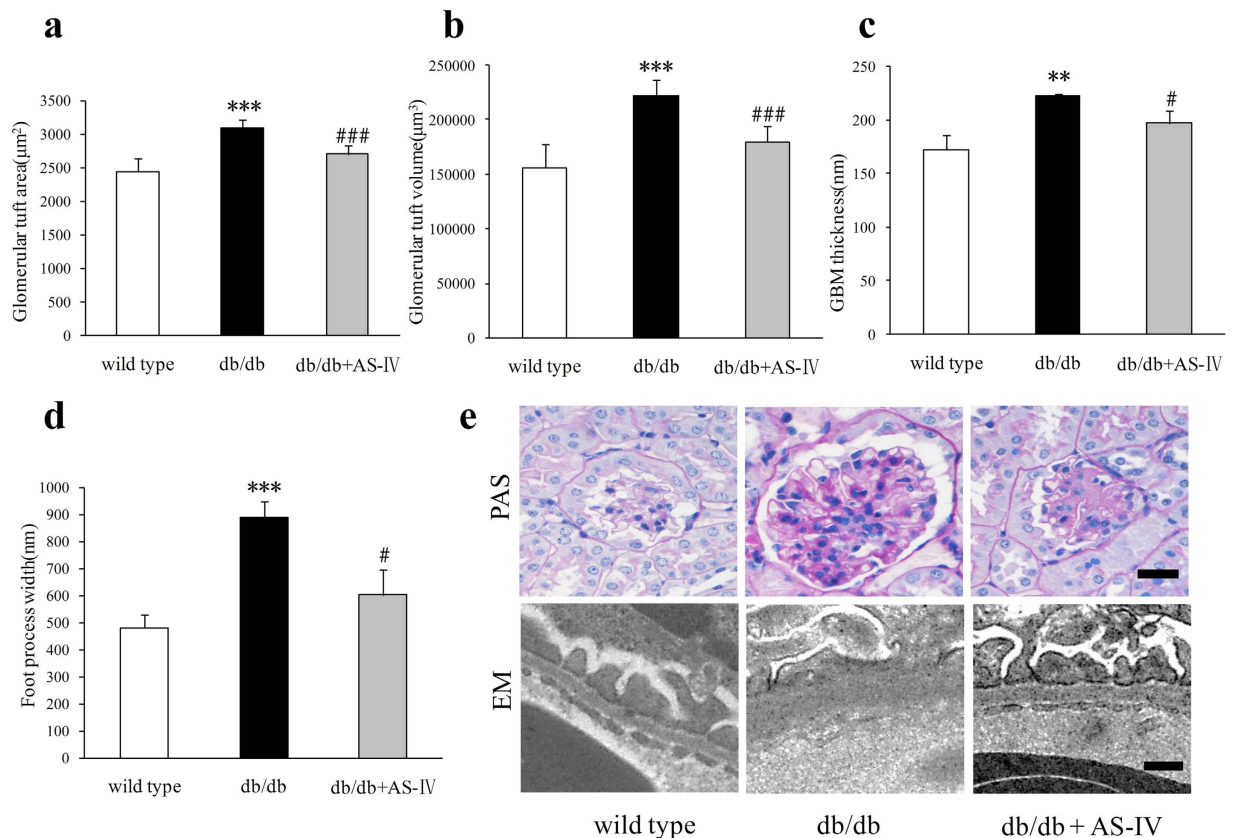 a
Glomerular tuft area(μm²)
3500
3000
2500
2000
1500
1000
500
0
***
###
wild type
db/db
db/db+AS-Ⅳ
b
Glomerular tuft volume(μm³)
250000
200000
150000
100000
50000
0
***
###
wild type
db/db
db/db+AS-Ⅳ
c
GBM thickness(nm)
250
200
150
100
50
0
**
#
wild type
db/db
db/db+AS-Ⅳ
d
Foot process width(nm)
1000
900
800
700
600
500
400
300
200
100
0
***
#
wild type
db/db
db/db+AS-Ⅳ
e
PAS
EM
wild type
db/db
db/db + AS-IV